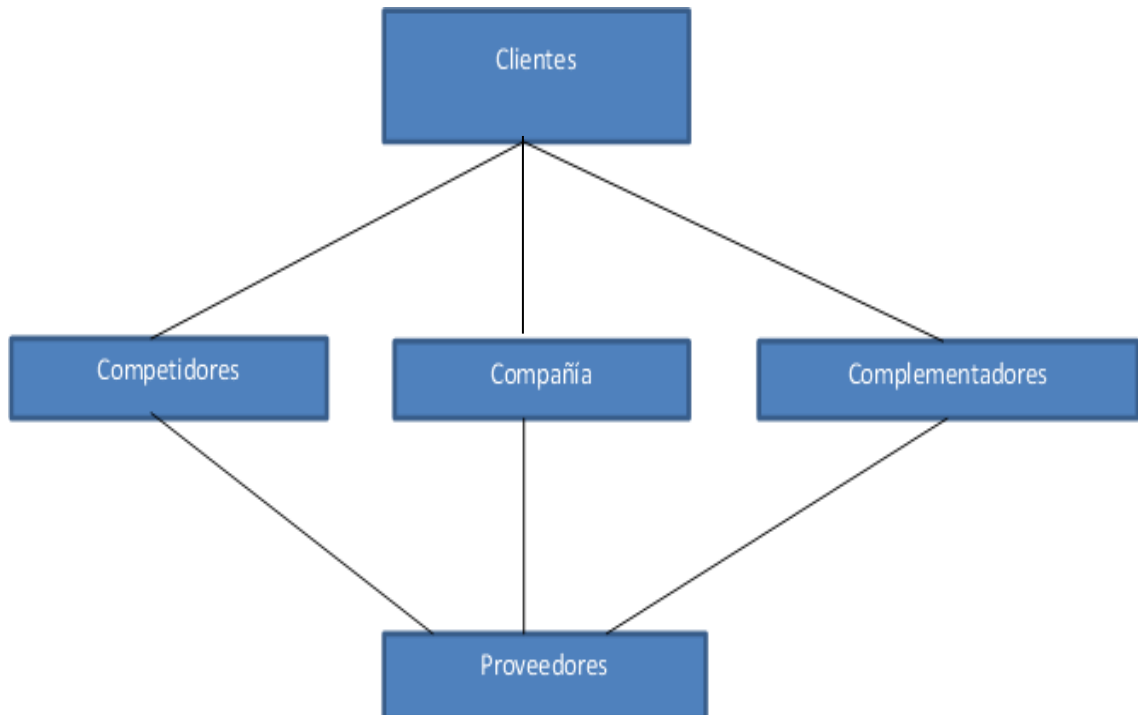 Clientes
Competidores
Compañía
Complementadores
Proveedores